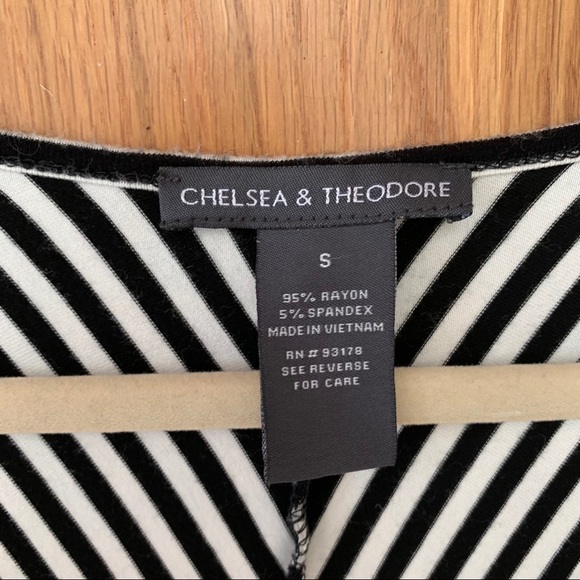 CHELSEA & THEODORE
S
95% RAYON
5% SPANDEX
MADE IN VIETNAM
RN # 93178
SEE REVERSE
FOR CARE